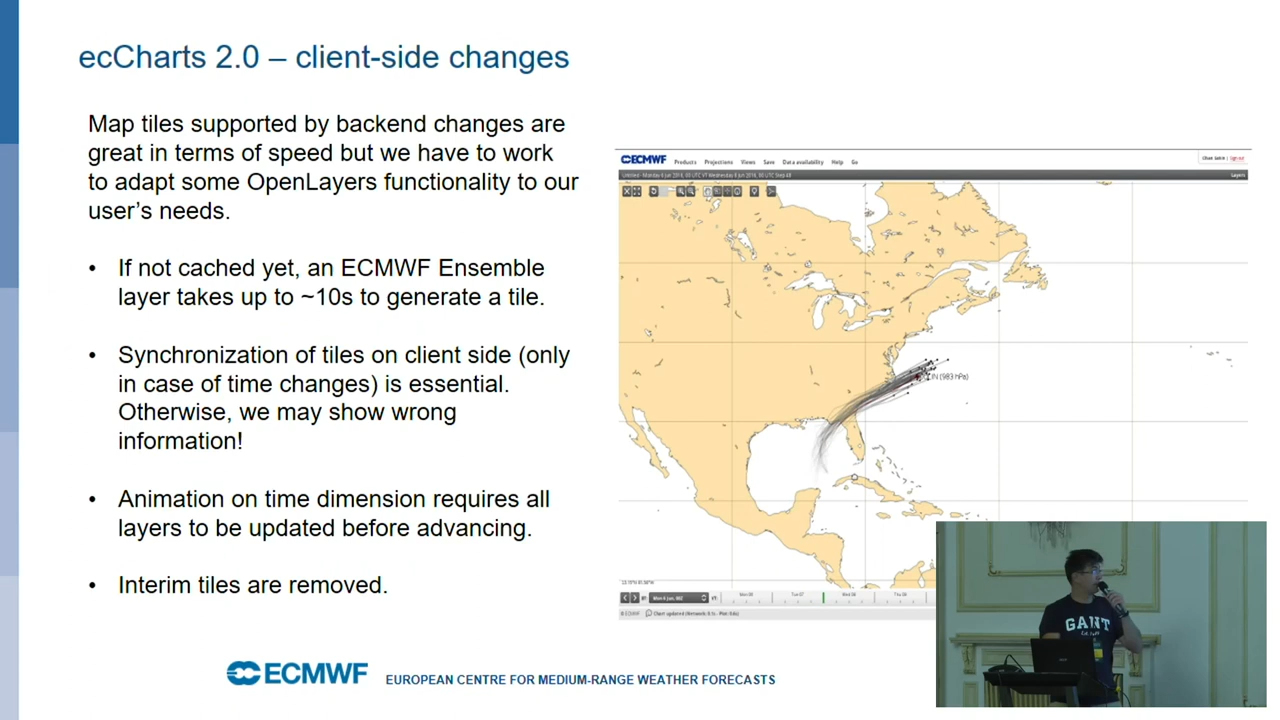 ecCharts 2.0 – client-side changes
Map tiles supported by backend changes are
great in terms of speed but we have to work
to adapt some OpenLayers functionality to our
user's needs.
• If not cached yet, an ECMWF Ensemble
layer takes up to ~10s to generate a tile.
• Synchronization of tiles on client side (only
in case of time changes) is essential.
Otherwise, we may show wrong
information!
• Animation on time dimension requires all
layers to be updated before advancing.
• Interim tiles are removed.
ECMWF
Products Projections Views Save Data availability Help Go
Layers
(983 hPa)
GANT
ECMWF EUROPEAN CENTRE FOR MEDIUM-RANGE WEATHER FORECASTS